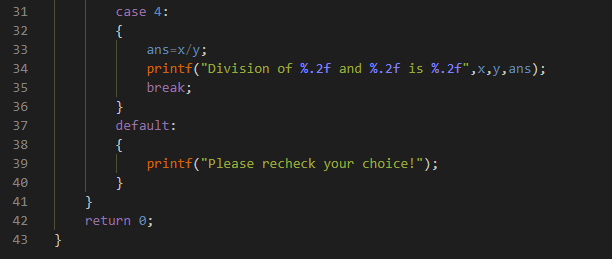 31 case 4:
32 {
33 ans=x/y;
34 printf("Division of %.2f and %.2f is %.2f",x,y,ans);
35 break;
36 }
37 default:
38 {
39 printf("Please recheck your choice!");
40 }
41 }
42 return 0;
43 }